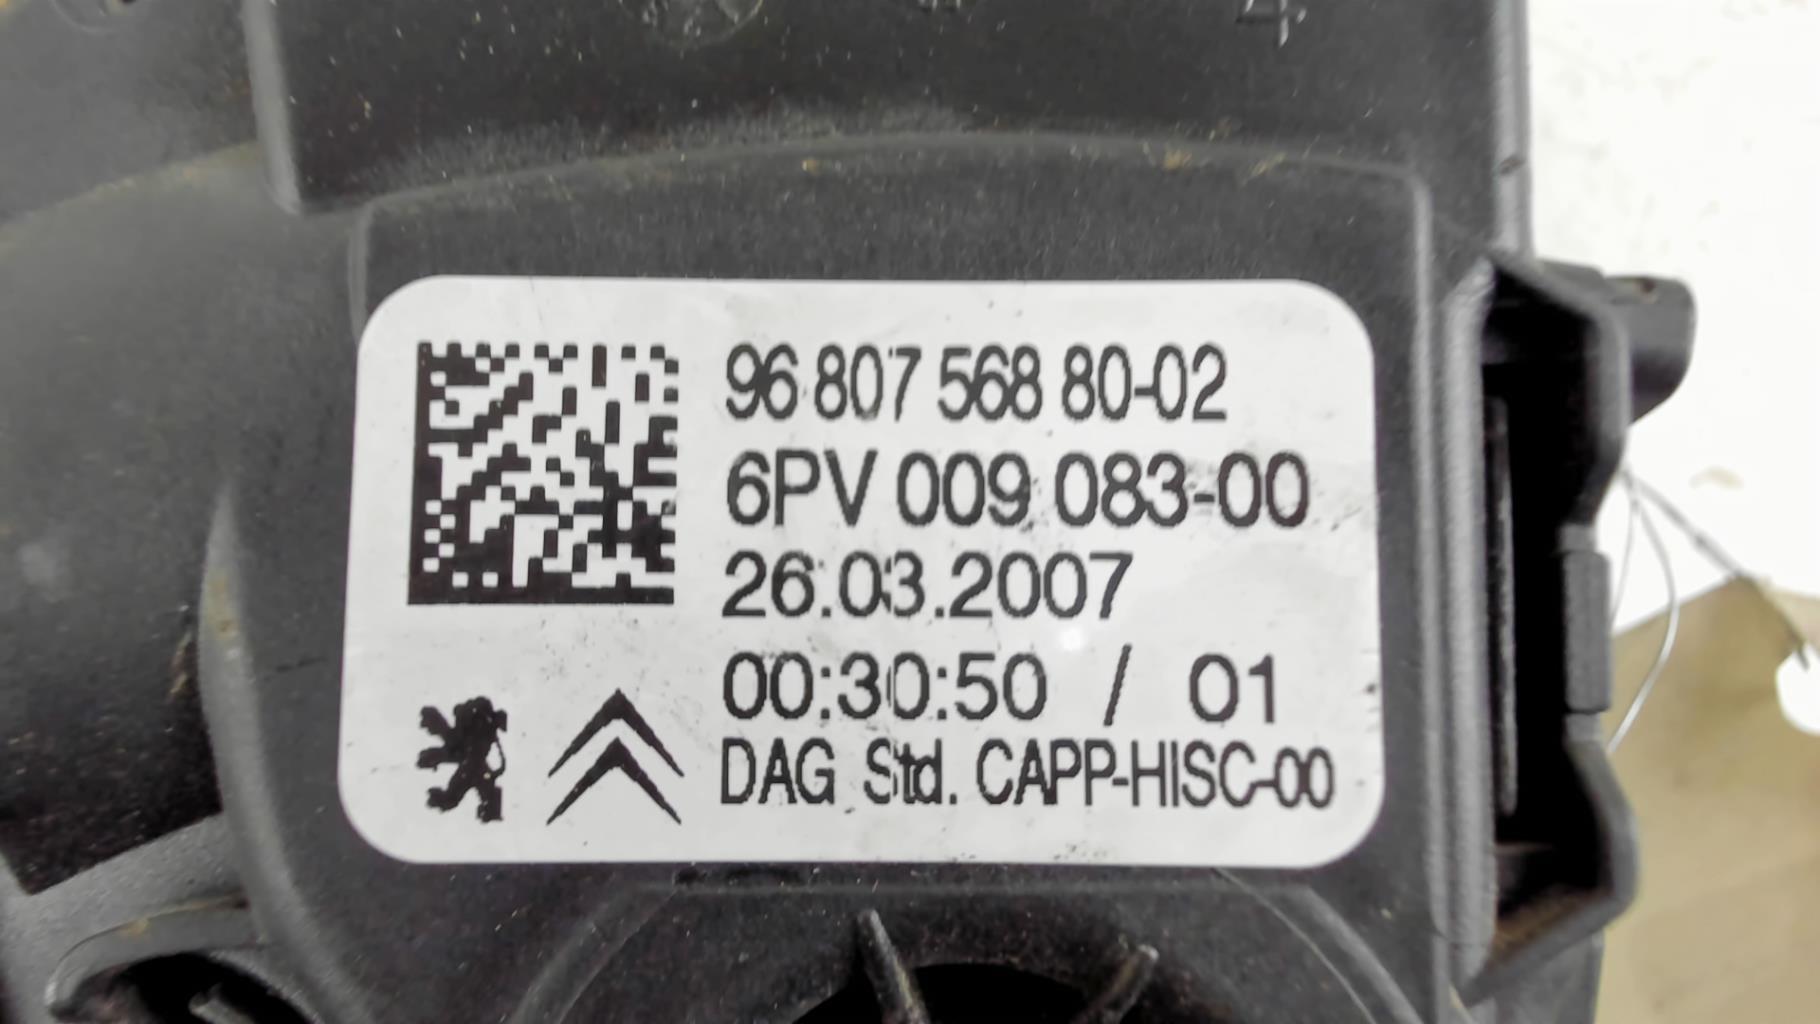 4
96 807 568 80-02
6PV 009 083-00
26.03.2007
00:30:50 / 01
DAG Std. CAPP-HISC-00